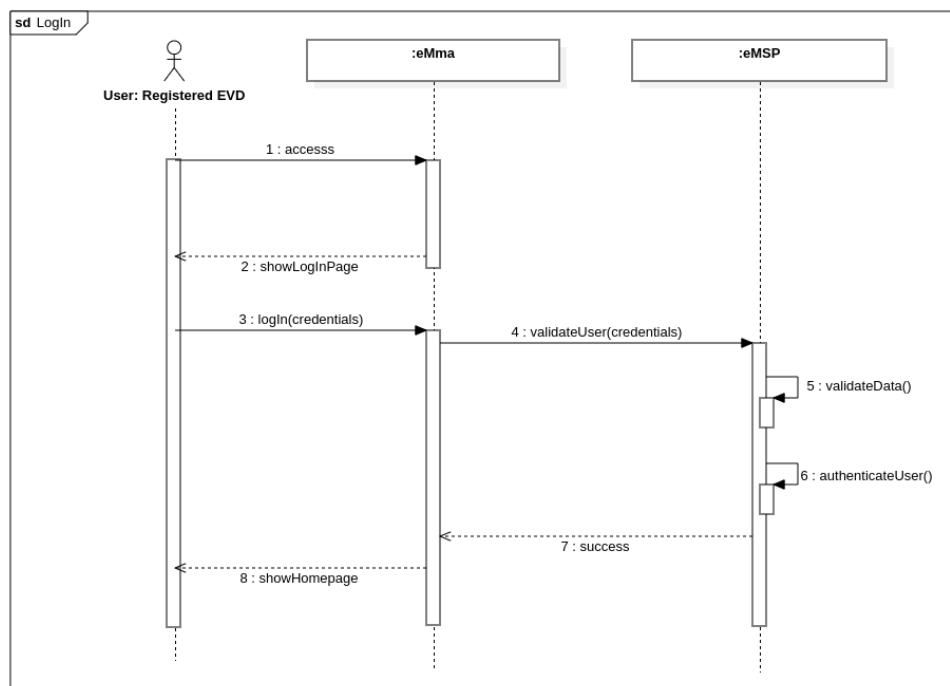 sd LogIn
:eMma
:eMSP
User: Registered EVD
1 : accesss
2 : showLogInPage
3 : logIn(credentials)
4 : validateUser(credentials)
5 : validateData()
6 : authenticateUser()
7 : success
8 : showHomepage